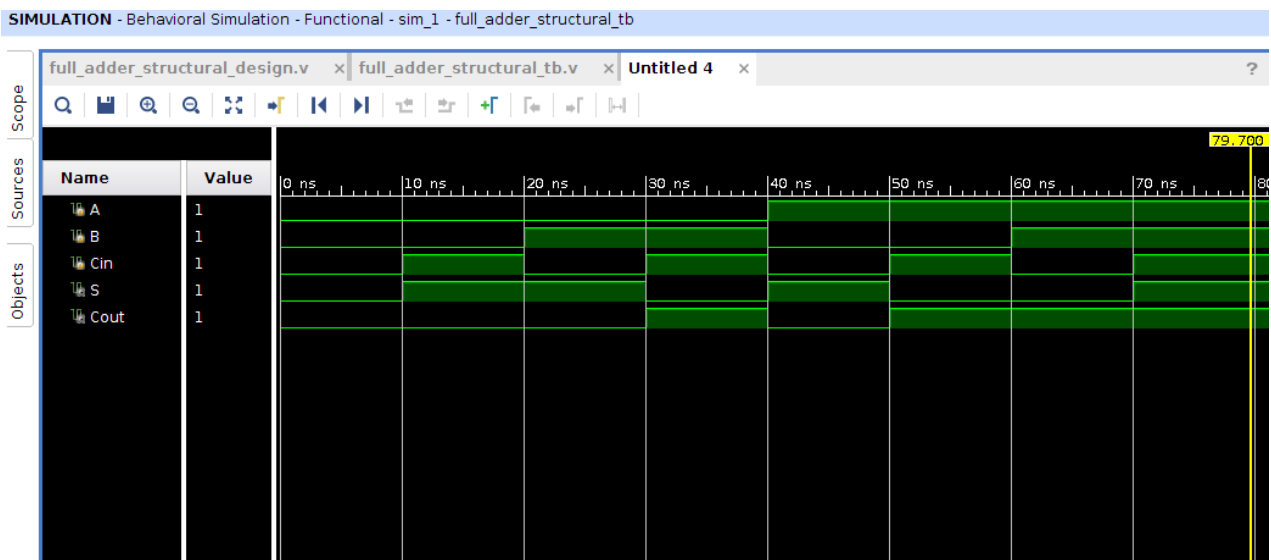 SIMULATION - Behavioral Simulation - Functional - sim_1 - full_adder_structural_tb
Scope
Sources
Objects
full_adder_structural_design.v × full_adder_structural_tb.v × Untitled 4 × ?
79.700
Name Value 0 ns 10 ns 20 ns 30 ns 40 ns 50 ns 60 ns 70 ns
A 1
B 1
Cin 1
S 1
Cout 1